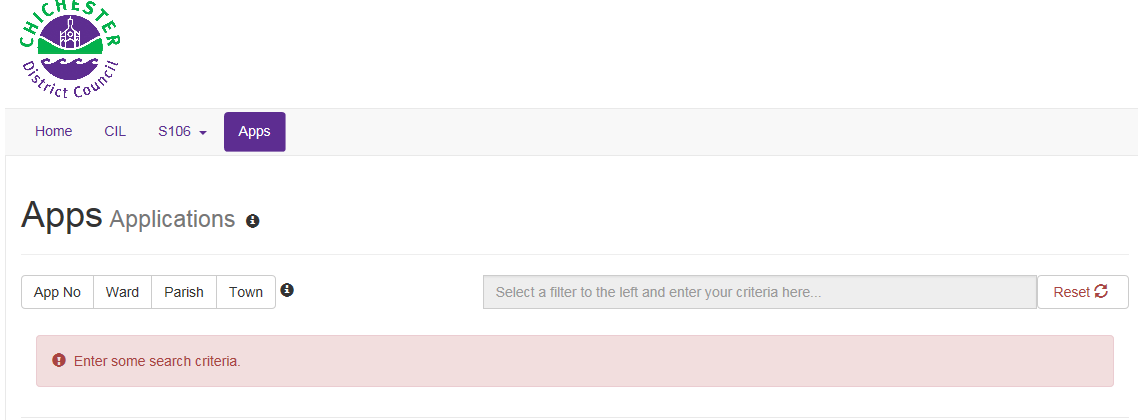 CHICHESTER
District Council
Home CIL S106 Apps
Apps Applications
App No Ward Parish Town Select a filter to the left and enter your criteria here... Reset
Enter some search criteria.